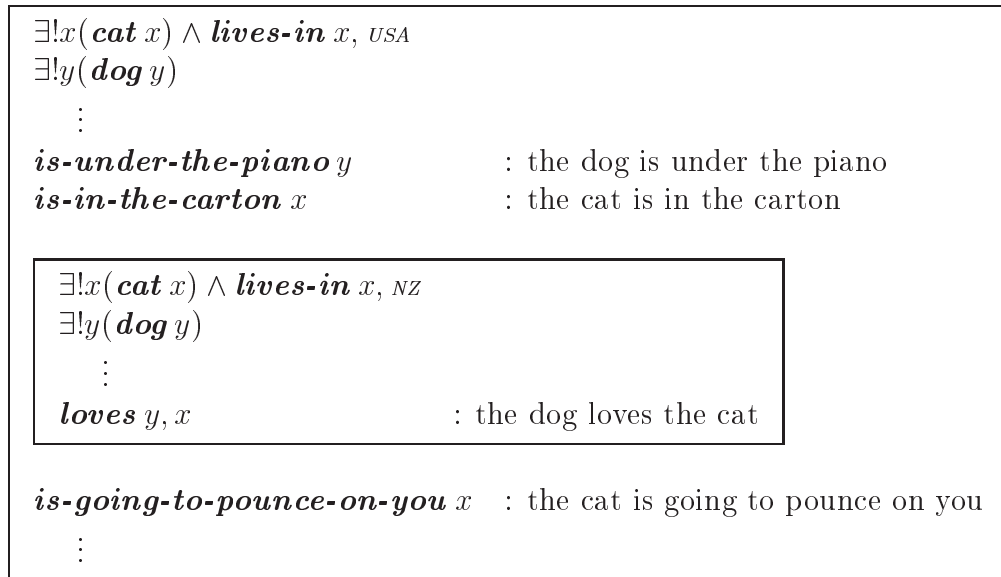 ∃!x(cat x) ∧ lives-in x, USA
∃!y(dog y)
⋮
is-under-the-piano y : the dog is under the piano
is-in-the-carton x : the cat is in the carton
∃!x(cat x) ∧ lives-in x, NZ
∃!y(dog y)
⋮
loves y, x : the dog loves the cat
is-going-to-pounce-on-you x : the cat is going to pounce on you
⋮